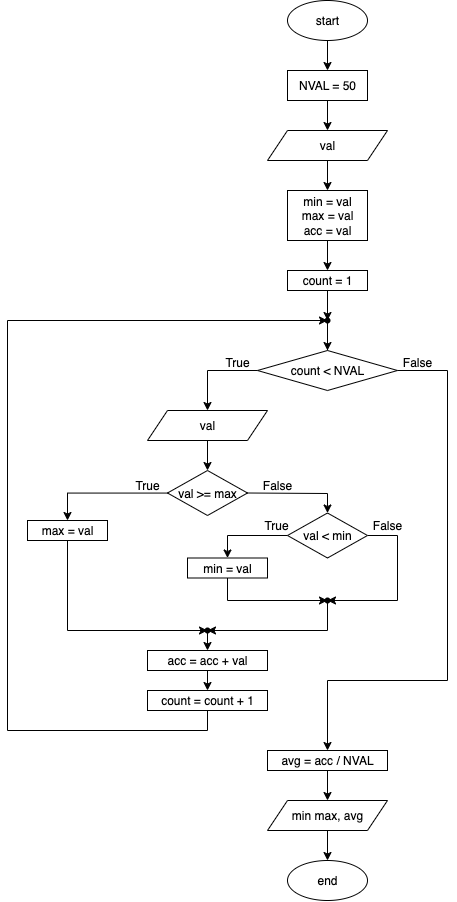 start
NVAL = 50
val
min = val
max = val
acc = val
count = 1
True
count < NVAL
False
val
True
val >= max
False
max = val
True
val < min
False
min = val
acc = acc + val
count = count + 1
avg = acc / NVAL
min max, avg
end